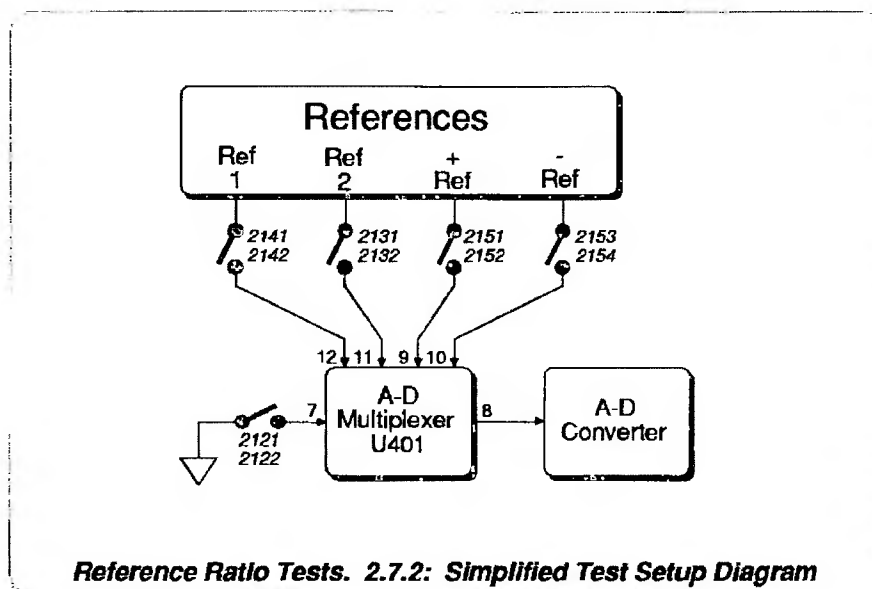 References
Ref
1
Ref
2
+
Ref
-
Ref
2141
2142
2131
2132
2151
2152
2153
2154
12 11 9 10
A-D
Multiplexer
U401
7
8
A-D
Converter
2121
2122
Reference Ratio Tests. 2.7.2: Simplified Test Setup Diagram